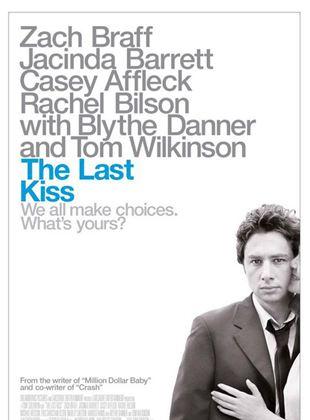 Zach Braff
Jacinda Barrett
Casey Affleck
Rachel Bilson
with Blythe Danner
and Tom Wilkinson
The Last
Kiss
We all make choices.
What's yours?
From the writer of "Million Dollar Baby"
and co-writer of "Crash"